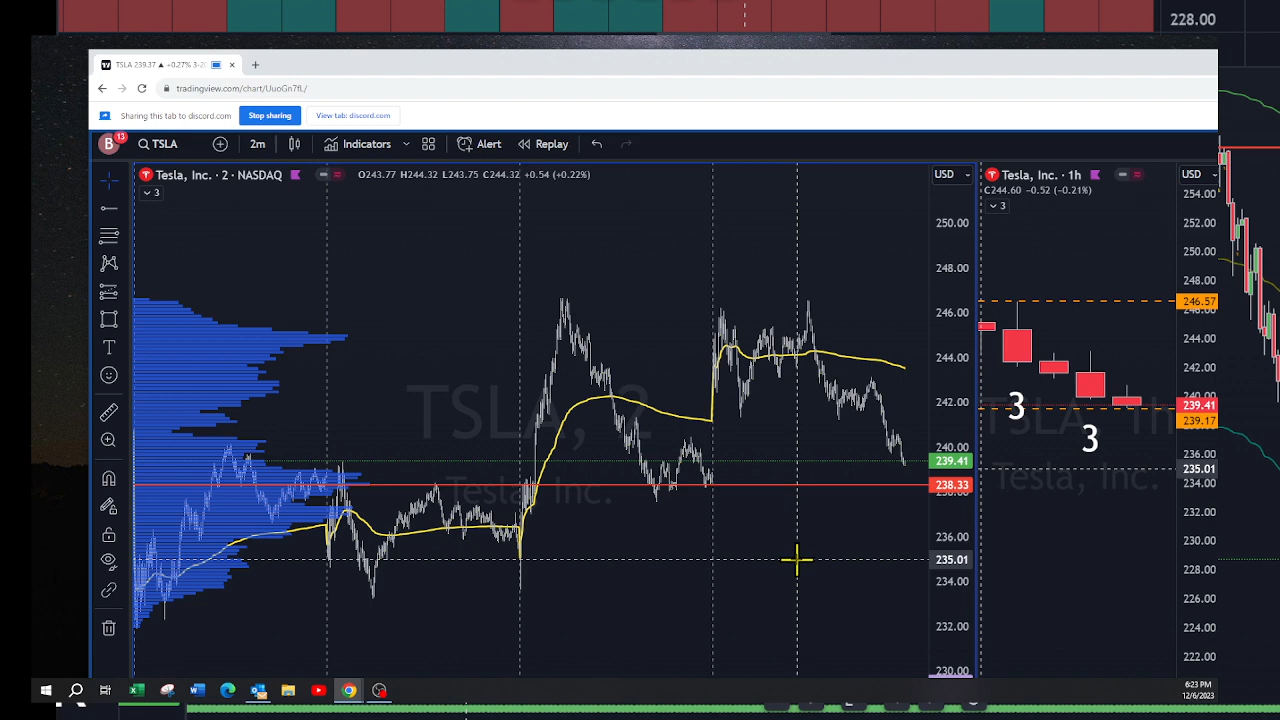 228.00
TSLA 239.37 ▲ +0.27% 3-2
tradingview.com/chart/UuoGn7fL/
Sharing this tab to discord.com
Stop sharing
View tab: discord.com
B
13
TSLA
2m
Indicators
Alert
Replay
Tesla, Inc. · 2 · NASDAQ
O243.77 H244.32 L243.75 C244.32 +0.54 (+0.22%)
USD
3
250.00
248.00
246.00
244.00
242.00
240.00
239.41
238.33
236.00
235.01
234.00
232.00
230.00
TSLA, 2
Tesla, Inc.
Tesla, Inc. · 1h
C244.60 −0.52 (−0.21%)
USD
3
254.00
252.00
250.00
248.00
246.57
246.00
244.00
242.00
240.00
239.41
239.17
236.00
235.01
234.00
232.00
230.00
228.00
226.00
224.00
222.00
3
3
1h
Tesla, Inc.
6:23 PM
12/6/2023